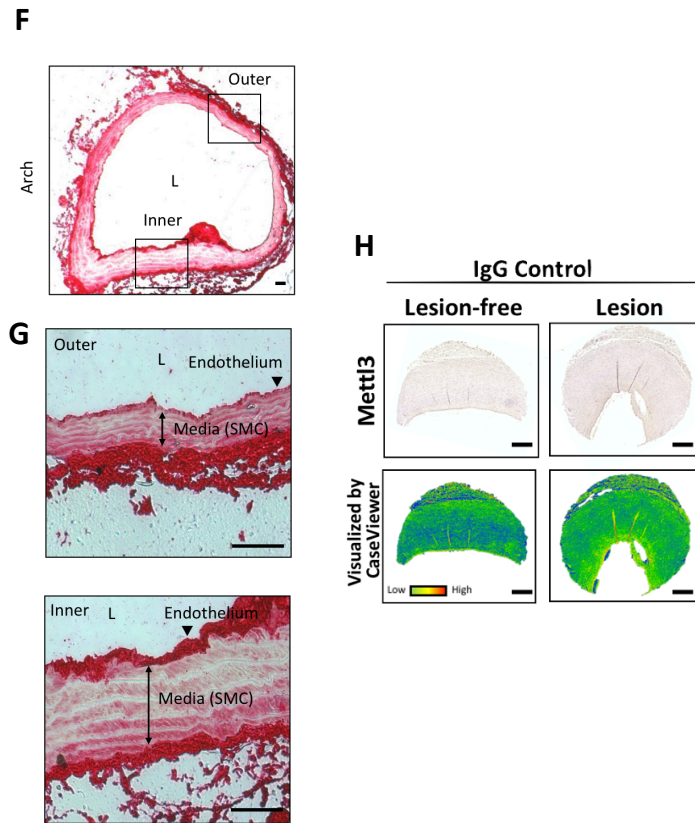 F
Outer
Arch
L
Inner
G
Outer
L
Endothelium
Media (SMC)
Inner
L
Endothelium
Media (SMC)
H
IgG Control
Lesion-free
Lesion
Mettl3
Visualized by
CaseViewer
Low
High